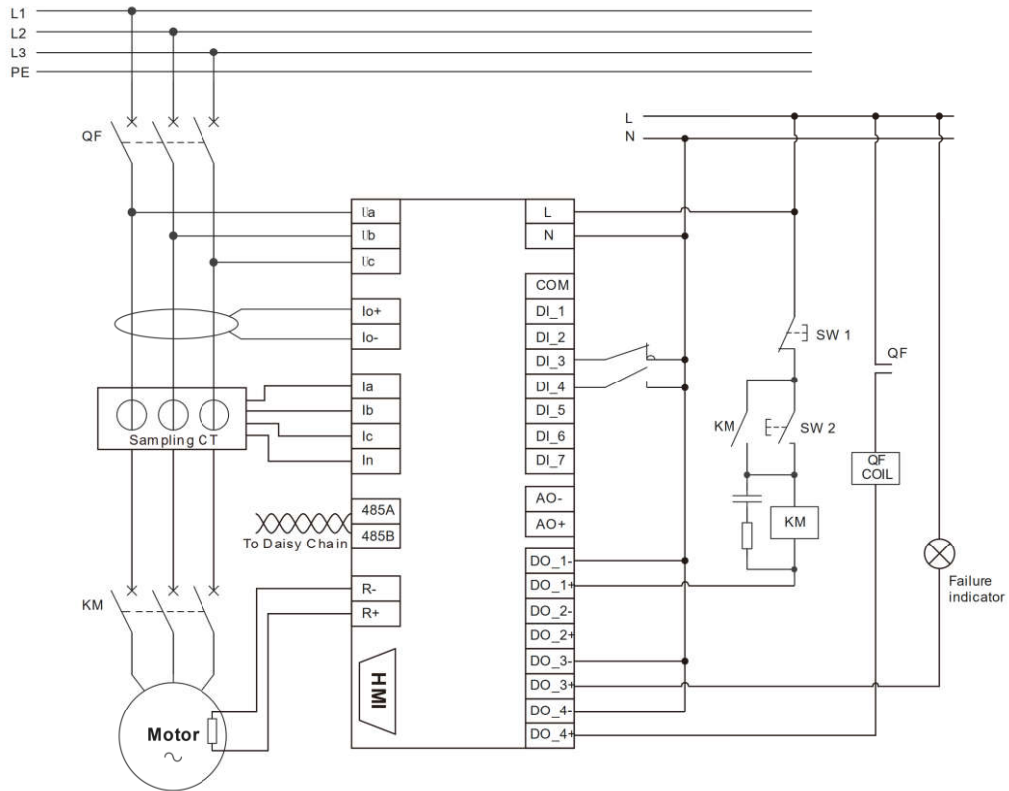 L1
L2
L3
PE
QF
L
N
Ua
Ub
Uc
Io+
Io-
Ia
Ib
Ic
In
Sampling CT
485A
485B
To Daisy Chain
R-
R+
KM
HMI
Motor
L
N
COM
DI_1
DI_2
DI_3
DI_4
DI_5
DI_6
DI_7
AO-
AO+
DO_1-
DO_1+
DO_2-
DO_2+
DO_3-
DO_3+
DO_4-
DO_4+
SW 1
KM
SW 2
KM
QF
QF
COIL
Failure
indicator